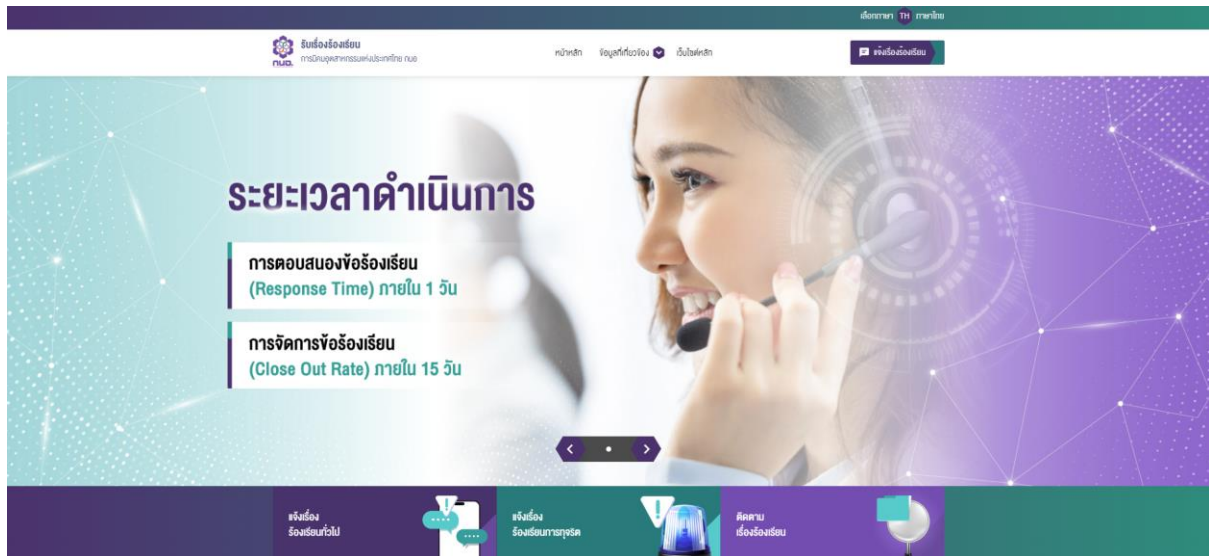 เลือกภาษา TH ภาษาไทย
กนอ.
รับเรื่องร้องเรียน
การนิคมอุตสาหกรรมแห่งประเทศไทย กนอ
หน้าหลัก
ข้อมูลที่เกี่ยวข้อง
เว็บไซต์หลัก
แจ้งเรื่องร้องเรียน
ระยะเวลาดำเนินการ
การตอบสนองข้อร้องเรียน
(Response Time) ภายใน 1 วัน
การจัดการข้อร้องเรียน
(Close Out Rate) ภายใน 15 วัน
แจ้งเรื่อง
ร้องเรียนทั่วไป
แจ้งเรื่อง
ร้องเรียนการทุจริต
ติดตาม
เรื่องร้องเรียน